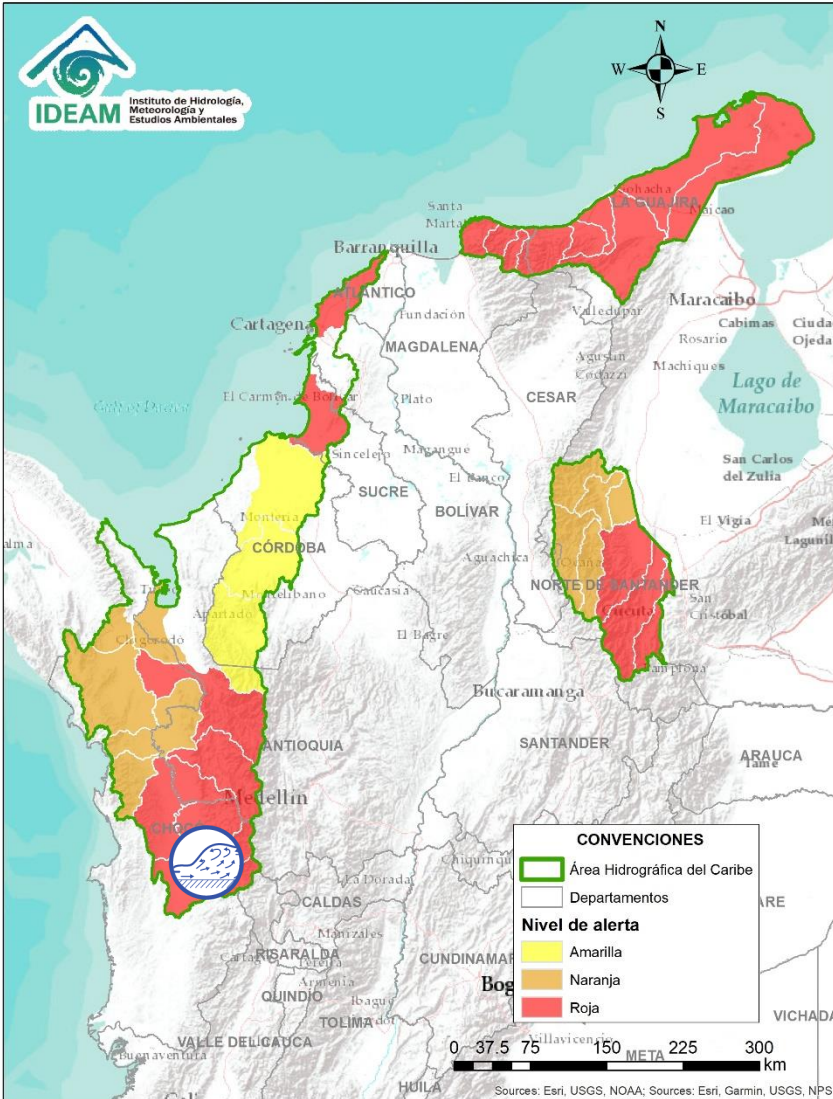 IDEAM
Instituto de Hidrología,
Meteorología y
Estudios Ambientales
N
W
E
S
Santa
Marta
Riohacha
LA GUAJIRA
Maicao
Barranquilla
ATLÁNTICO
Cartagena
Fundación
Valledupar
Maracaibo
Cabimas
Ciudad
Ojeda
Rosario
MAGDALENA
Agustín
Codazzi
Machiques
CESAR
Lago de
Maracaibo
El Carmen de Bolívar
Plato
Sincelejo
Magangue
El Banco
San Carlos
del Zulia
SUCRE
BOLÍVAR
El Vigía
Montería
CÓRDOBA
Aguachica
Ocaña
NORTE DE SANTANDER
San
Cristóbal
Cúcuta
Montelibano
Caucasia
Apartadó
El Bagre
Chigorodó
Pamplona
Bucaramanga
ANTIOQUIA
SANTANDER
ARAUCA
Tame
Medellín
CHOCÓ
La Dorada
CALDAS
Manizales
RISARALDA
Armenia
QUINDÍO
Ibague
TOLIMA
VALLE DEL CAUCA
Buenaventura
HUILA
META
Villavicencio
VICHADA
CONVENCIONES
Área Hidrográfica del Caribe
Departamentos
Nivel de alerta
Amarilla
Naranja
Roja
0 37.5 75 150 225 300
km
Sources: Esri, USGS, NOAA; Sources: Esri, Garmin, USGS, NPS